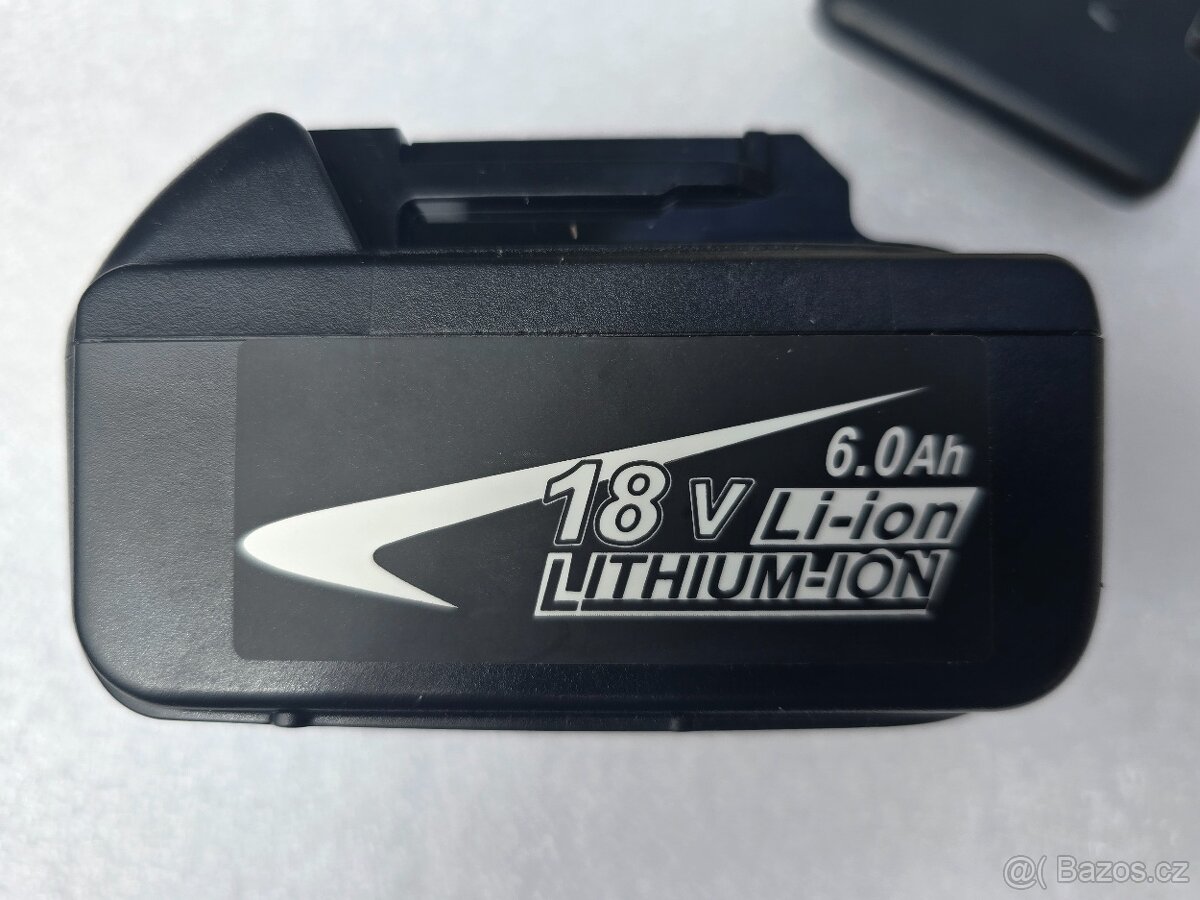 6.0Ah
18 V Li-ion
LITHIUM-ION
@( Bazos.cz